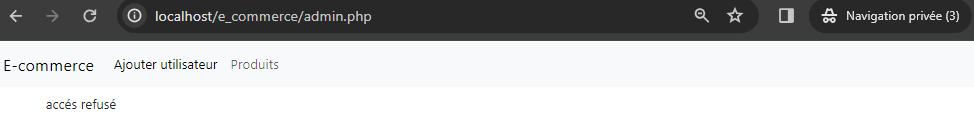 localhost/e_commerce/admin.php Navigation privée (3)
E-commerce Ajouter utilisateur Produits
accés refusé